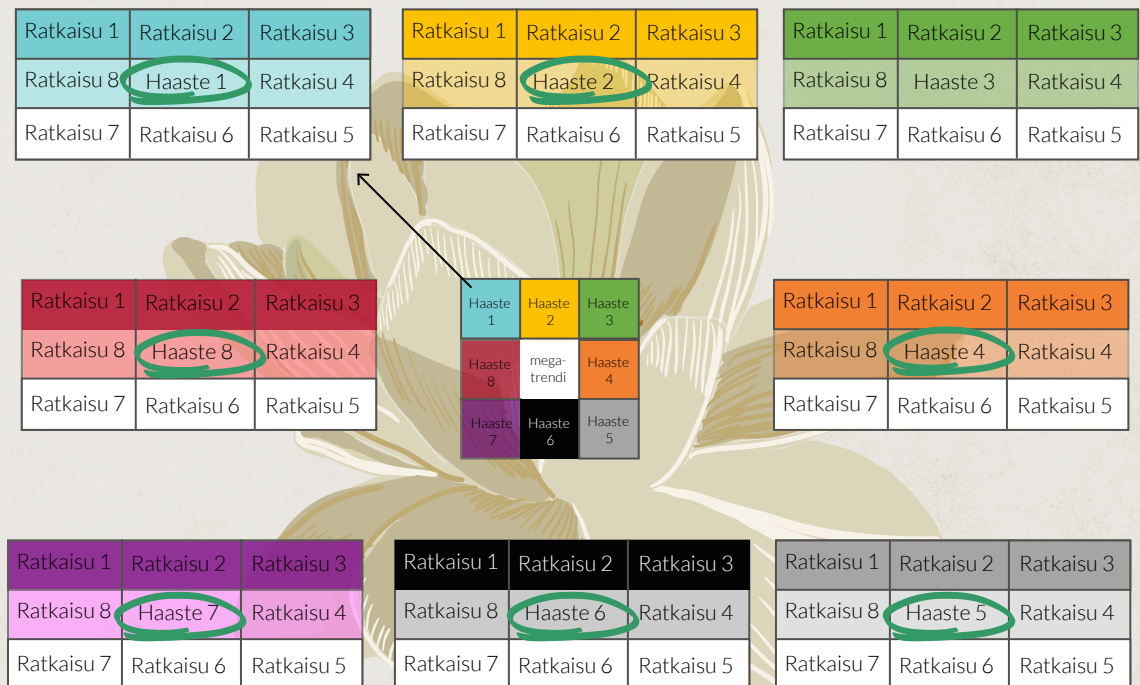 Ratkaisu 1 Ratkaisu 2 Ratkaisu 3
Ratkaisu 8 Haaste 1 Ratkaisu 4
Ratkaisu 7 Ratkaisu 6 Ratkaisu 5
Ratkaisu 1 Ratkaisu 2 Ratkaisu 3
Ratkaisu 8 Haaste 2 Ratkaisu 4
Ratkaisu 7 Ratkaisu 6 Ratkaisu 5
Ratkaisu 1 Ratkaisu 2 Ratkaisu 3
Ratkaisu 8 Haaste 3 Ratkaisu 4
Ratkaisu 7 Ratkaisu 6 Ratkaisu 5
Ratkaisu 1 Ratkaisu 2 Ratkaisu 3
Ratkaisu 8 Haaste 8 Ratkaisu 4
Ratkaisu 7 Ratkaisu 6 Ratkaisu 5
Haaste Haaste Haaste
1 2 3
Haaste mega- Haaste
8 trendi 4
Haaste Haaste Haaste
7 6 5
Ratkaisu 1 Ratkaisu 2 Ratkaisu 3
Ratkaisu 8 Haaste 4 Ratkaisu 4
Ratkaisu 7 Ratkaisu 6 Ratkaisu 5
Ratkaisu 1 Ratkaisu 2 Ratkaisu 3
Ratkaisu 8 Haaste 7 Ratkaisu 4
Ratkaisu 7 Ratkaisu 6 Ratkaisu 5
Ratkaisu 1 Ratkaisu 2 Ratkaisu 3
Ratkaisu 8 Haaste 6 Ratkaisu 4
Ratkaisu 7 Ratkaisu 6 Ratkaisu 5
Ratkaisu 1 Ratkaisu 2 Ratkaisu 3
Ratkaisu 8 Haaste 5 Ratkaisu 4
Ratkaisu 7 Ratkaisu 6 Ratkaisu 5